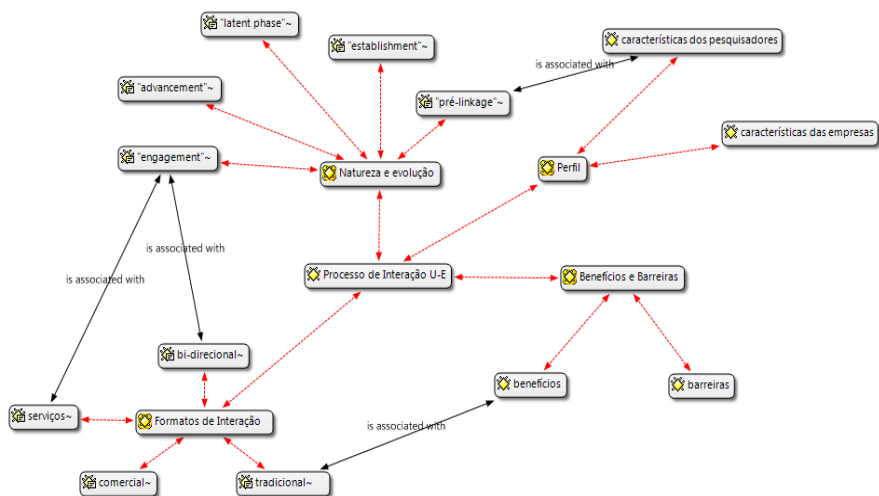 "latent phase"~
"establishment"~
características dos pesquisadores
is associated with
"advancement"~
"pré-linkage"~
características das empresas
"engagement"~
Natureza e evolução
Perfil
is associated with
is associated with
Processo de Interação U-E
Benefícios e Barreiras
bi-direcional~
benefícios
barreiras
serviços~
Formatos de Interação
is associated with
comercial~
tradicional~